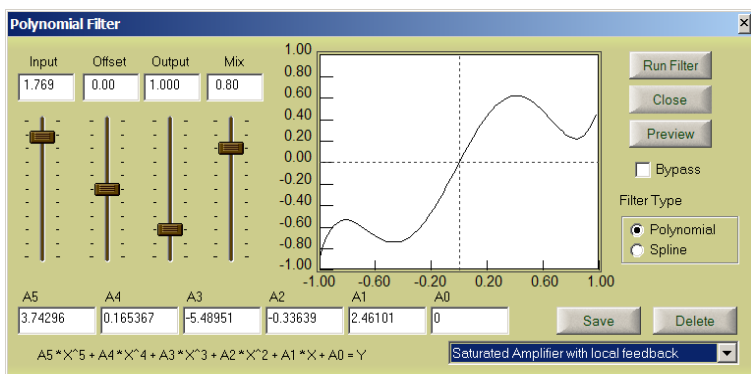 Polynomial Filter
Input Offset Output Mix
1.769 0.00 1.000 0.80
1.00
0.80
0.60
0.40
0.20
0.00
-0.20
-0.40
-0.60
-0.80
-1.00
-1.00 -0.60 -0.20 0.20 0.60 1.00
Run Filter
Close
Preview
Bypass
Filter Type
Polynomial
Spline
A5 A4 A3 A2 A1 A0
3.74296 0.165367 -5.48951 -0.33639 2.46101 0
Save Delete
A5*X^5 + A4*X^4 + A3*X^3 + A2*X^2 + A1*X + A0 = Y
Saturated Amplifier with local feedback